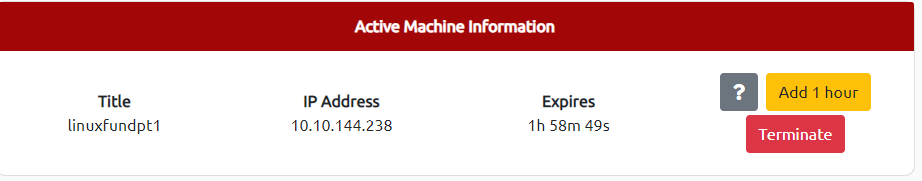 Active Machine Information
Title IP Address Expires ? Add 1 hour
linuxfundpt1 10.10.144.238 1h 58m 49s Terminate